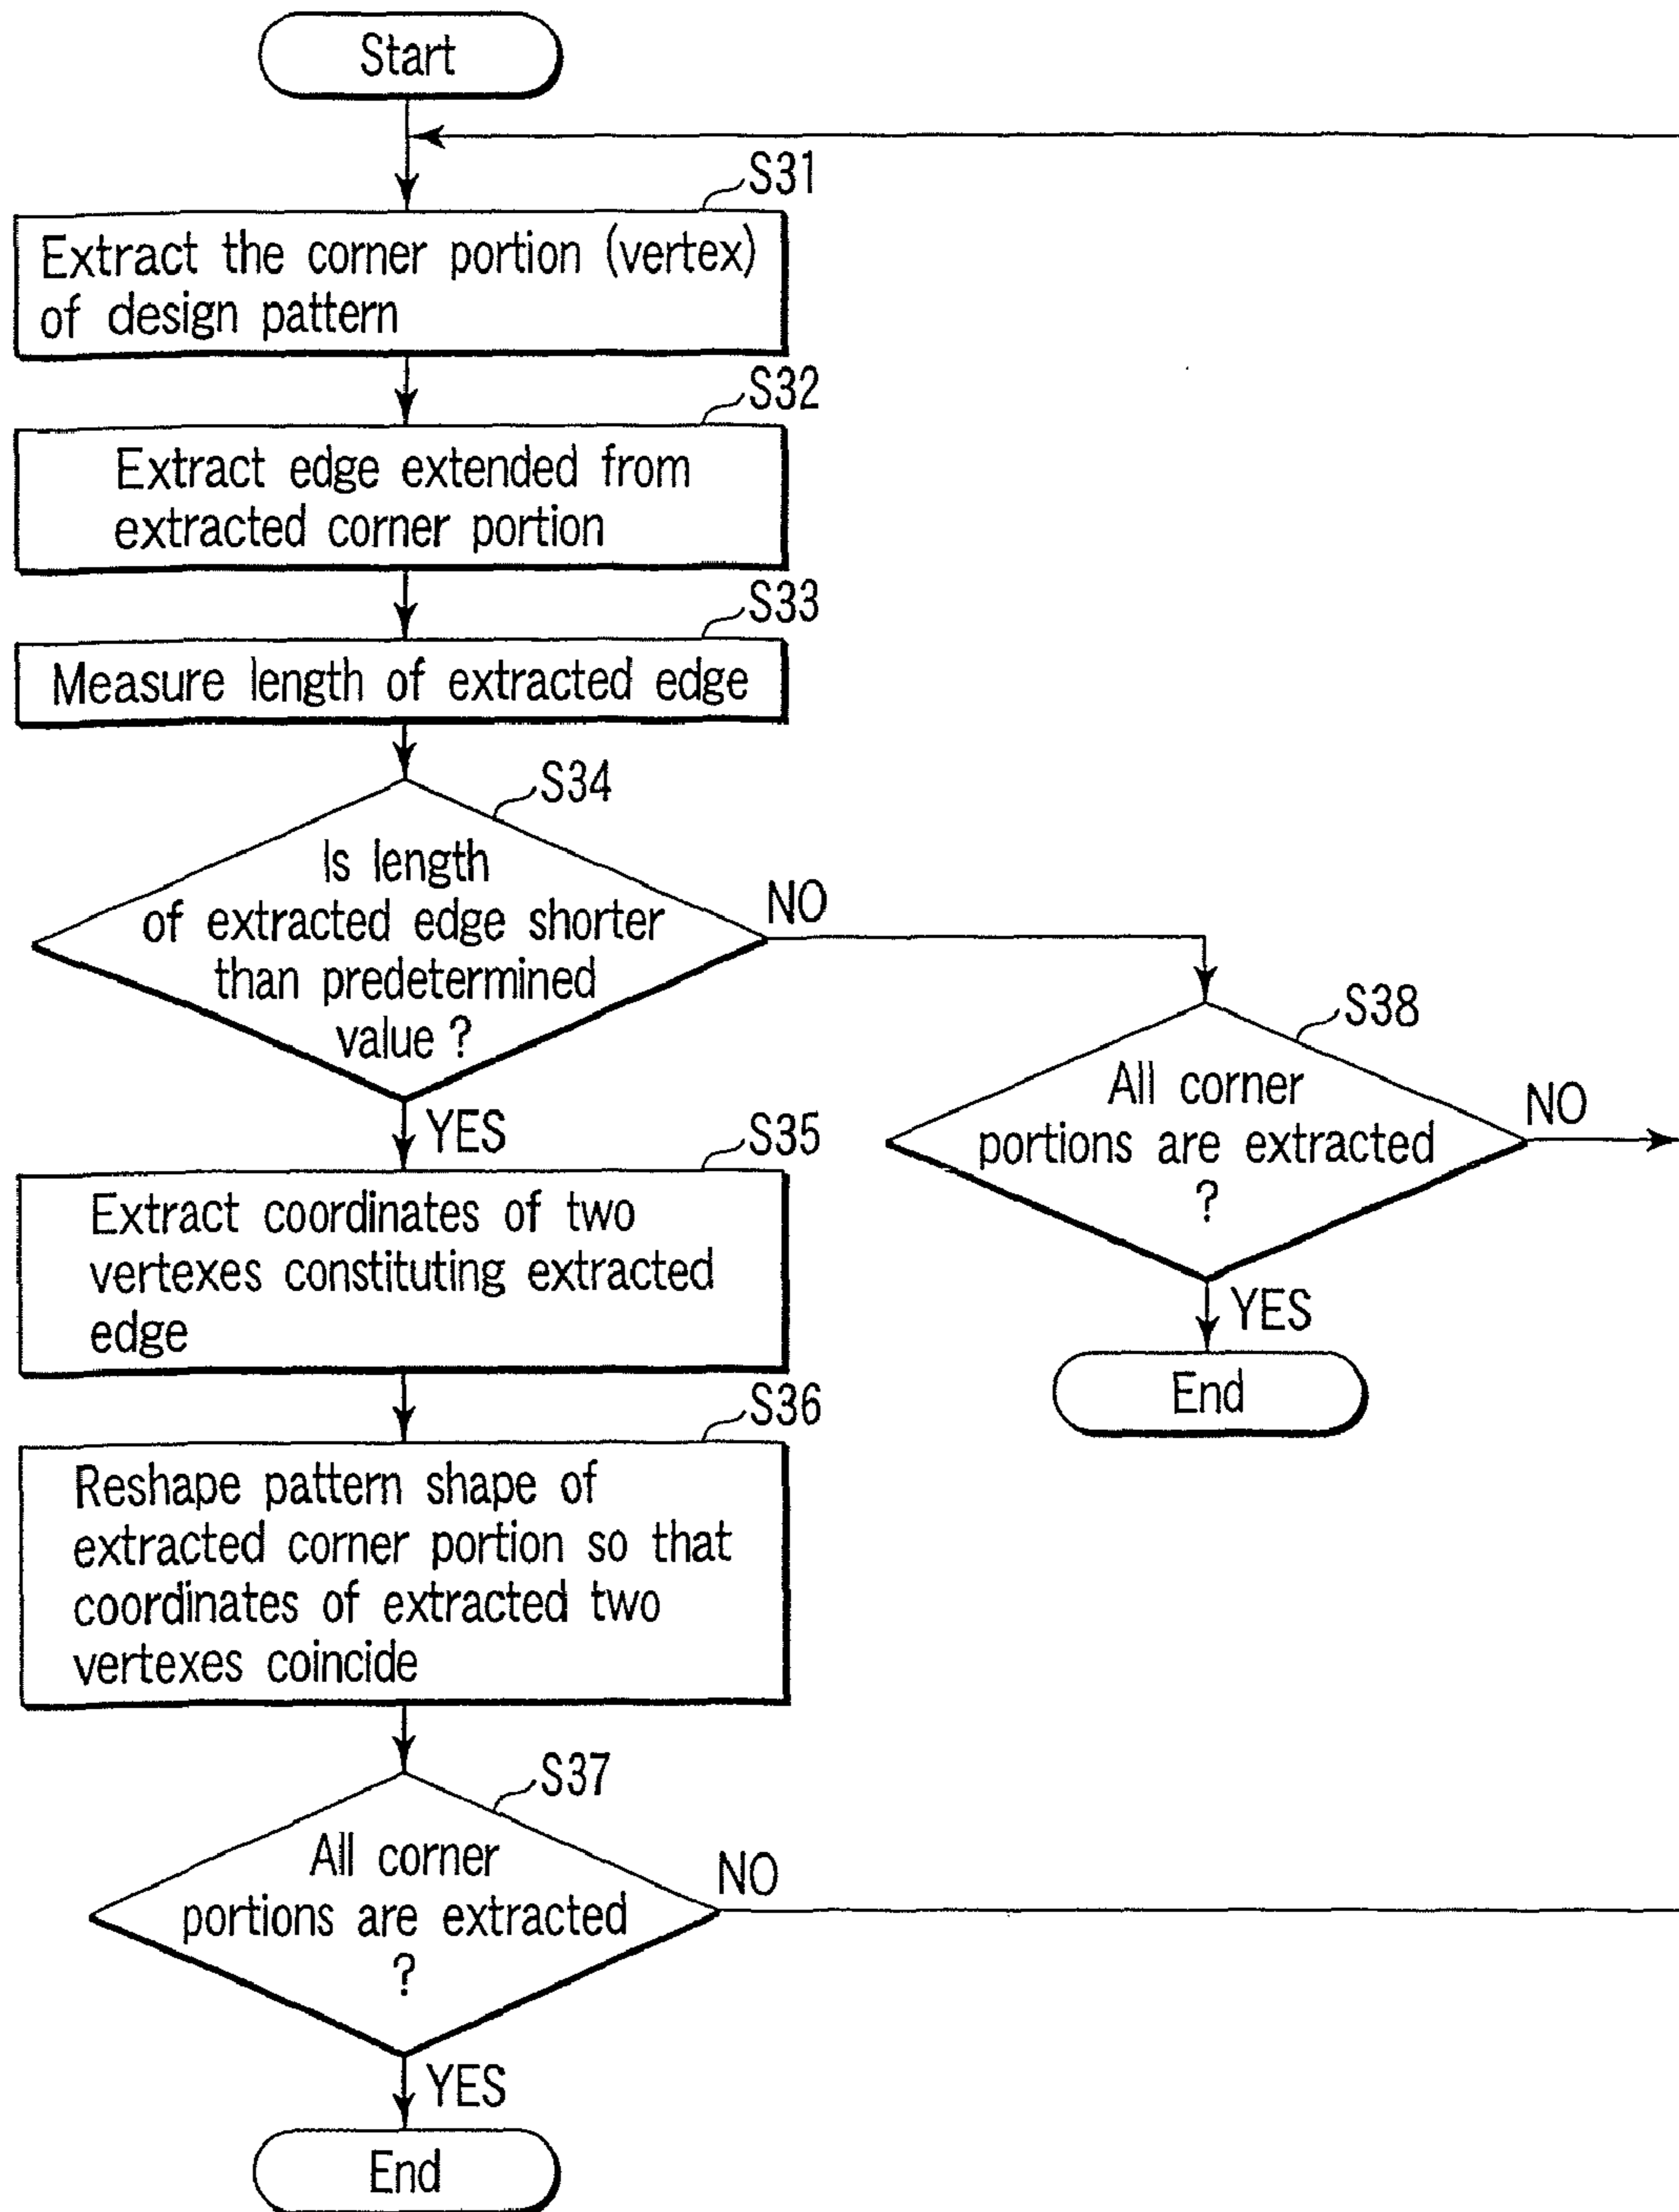 Start
S31
Extract the corner portion (vertex)
of design pattern
S32
Extract edge extended from
extracted corner portion
S33
Measure length of extracted edge
S34
Is length
of extracted edge shorter
than predetermined
value ?
NO
YES
S38
All corner
portions are extracted
?
NO
YES
End
S35
Extract coordinates of two
vertexes constituting extracted
edge
S36
Reshape pattern shape of
extracted corner portion so that
coordinates of extracted two
vertexes coincide
S37
All corner
portions are extracted
?
NO
YES
End